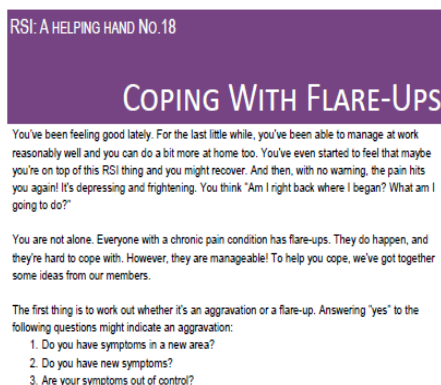 RSI: A HELPING HAND NO.18
COPING WITH FLARE-UPS
You've been feeling good lately. For the last little while, you've been able to manage at work
reasonably well and you can do a bit more at home too. You've even started to feel that maybe
you're on top of this RSI thing and you might recover. And then, with no warning, the pain hits
you again! It's depressing and frightening. You think "Am I right back where I began? What am I
going to do?"
You are not alone. Everyone with a chronic pain condition has flare-ups. They do happen, and
they're hard to cope with. However, they are manageable! To help you cope, we've got together
some ideas from our members.
The first thing is to work out whether it's an aggravation or a flare-up. Answering "yes" to the
following questions might indicate an aggravation:
1. Do you have symptoms in a new area?
2. Do you have new symptoms?
3. Are your symptoms out of control?